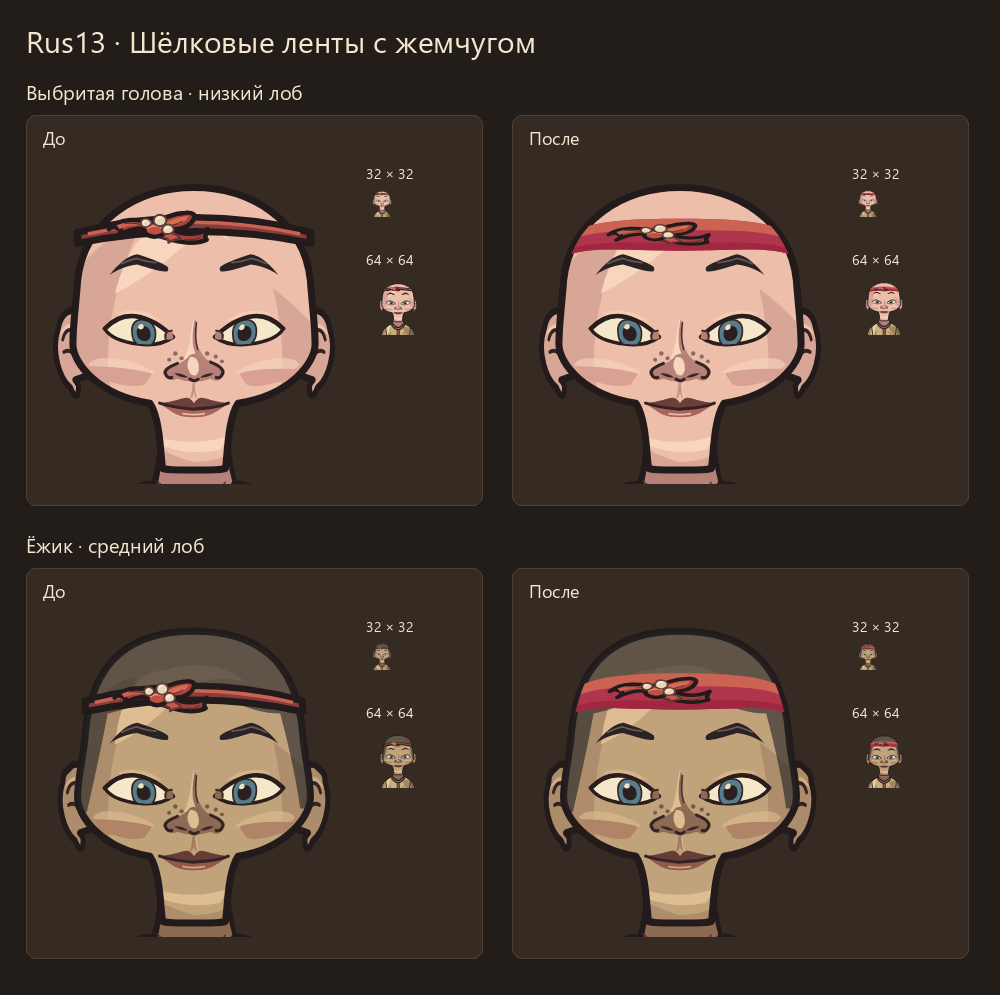 Rus13 · Шёлковые ленты с жемчугом
Выбритая голова · низкий лоб
До
32 × 32
64 × 64
После
32 × 32
64 × 64
Ёжик · средний лоб
До
32 × 32
64 × 64
После
32 × 32
64 × 64